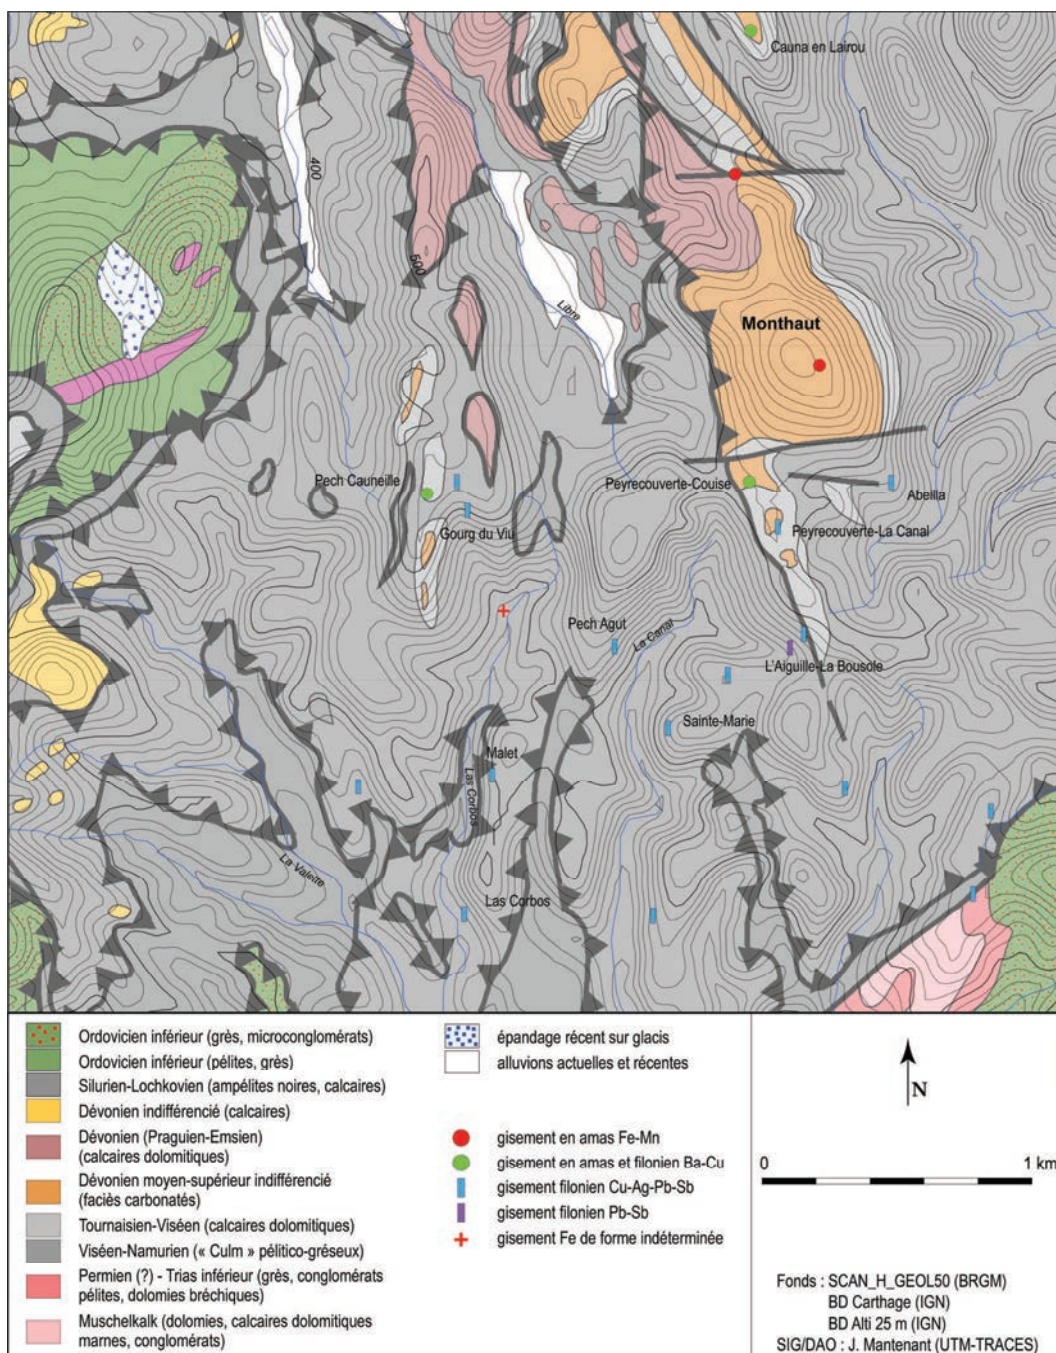 Cauna en Lairou
400
500
Libre
Monthaut
Pech Cauneille
Peyrecouverte-Couise
Abeilla
Gourg du Viu
Peyrecouverte-La Canal
Pech Agut
La Canal
L'Aiguille-La Bousole
Sainte-Marie
Malet
Las Corbos
La Valette
Las Corbos
Ordovicien inférieur (grès, microconglomérats)
Ordovicien inférieur (pélites, grès)
Silurien-Lochkovien (ampélites noires, calcaires)
Dévonien indifférencié (calcaires)
Dévonien (Praguien-Emsien)
(calcaires dolomitiques)
Dévonien moyen-supérieur indifférencié
(faciès carbonatés)
Tournaisien-Viséen (calcaires dolomitiques)
Viséen-Namurien (« Culm » pélitico-gréseux)
Permien (?) - Trias inférieur (grès, conglomérats
pélites, dolomies bréchiques)
Muschelkalk (dolomies, calcaires dolomitiques
marnes, conglomérats)
épandage récent sur glacis
alluvions actuelles et récentes
gisement en amas Fe-Mn
gisement en amas et filonien Ba-Cu
gisement filonien Cu-Ag-Pb-Sb
gisement filonien Pb-Sb
gisement Fe de forme indéterminée
N
0 1 km
Fonds : SCAN_H_GEOL50 (BRGM)
BD Carthage (IGN)
BD Alti 25 m (IGN)
SIG/DAO : J. Mantenant (UTM-TRACES)